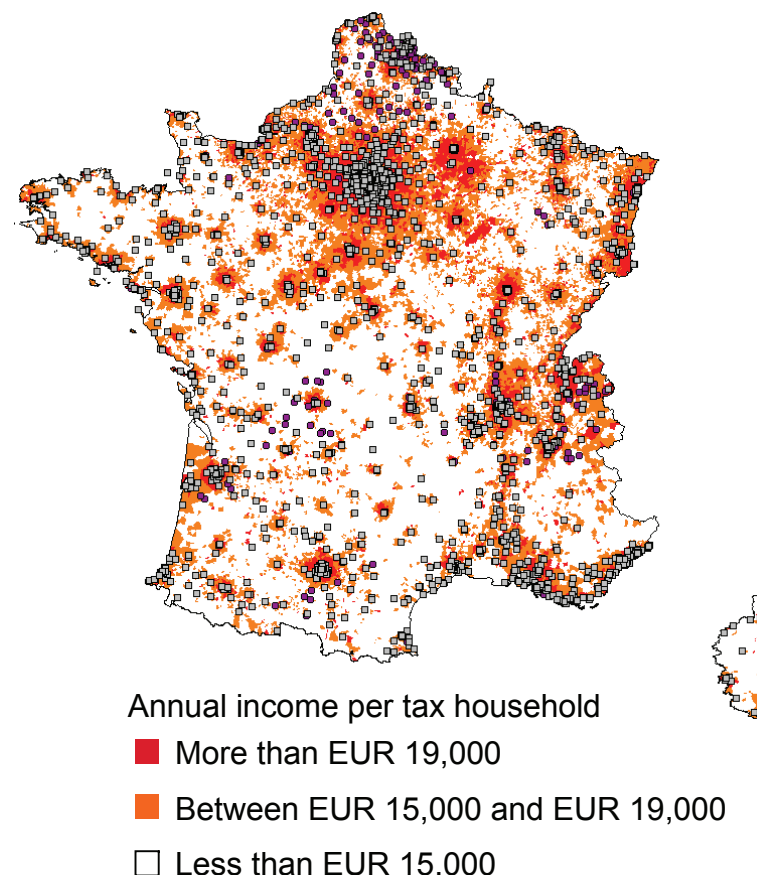 Annual income per tax household
More than EUR 19,000
Between EUR 15,000 and EUR 19,000
Less than EUR 15,000